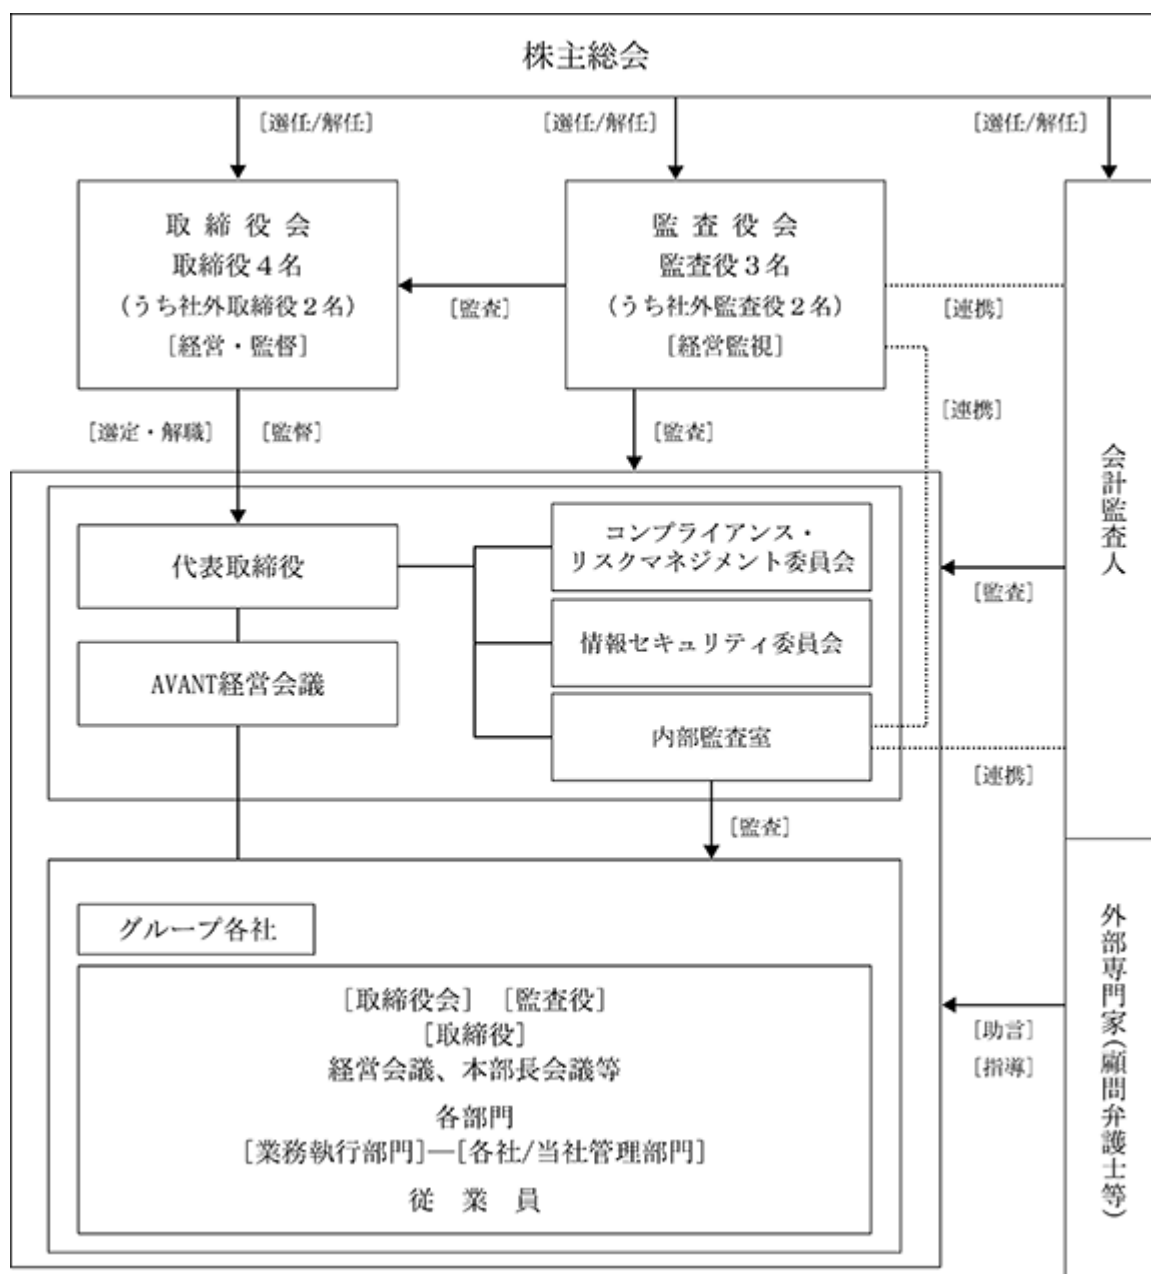 株主総会
[選任/解任]
[選任/解任]
[選任/解任]
取締役会
取締役４名
(うち社外取締役２名)
[経営・監督]
[監査]
監査役会
監査役３名
(うち社外監査役２名)
[経営監視]
[連携]
[連携]
[選定・解職]
[監督]
[監査]
会計監査人
代表取締役
コンプライアンス・
リスクマネジメント委員会
[監査]
情報セキュリティ委員会
AVANT経営会議
内部監査室
[連携]
[監査]
グループ各社
[取締役会] [監査役]
[取締役]
経営会議、本部長会議等
各部門
[業務執行部門]―[各社/当社管理部門]
従業員
外部専門家(顧問弁護士等)
[助言]
[指導]